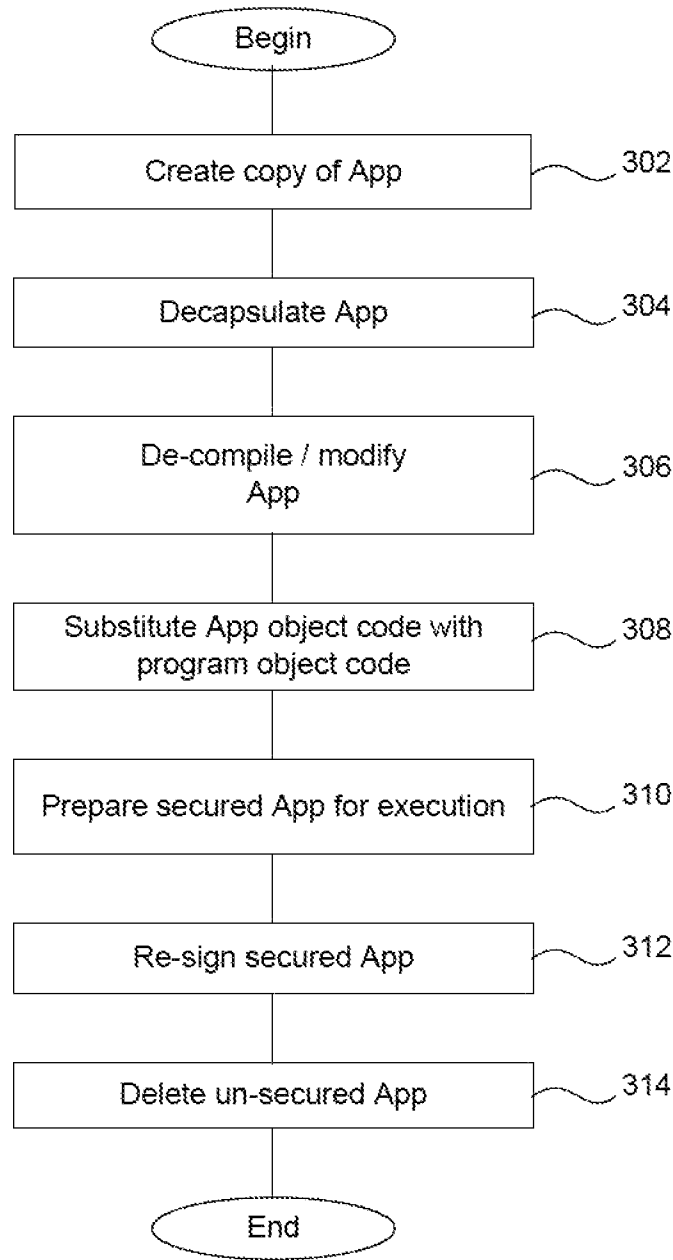 Begin
Create copy of App
302
Decapsulate App
304
De-compile / modify
App
306
Substitute App object code with
program object code
308
Prepare secured App for execution
310
Re-sign secured App
312
Delete un-secured App
314
End